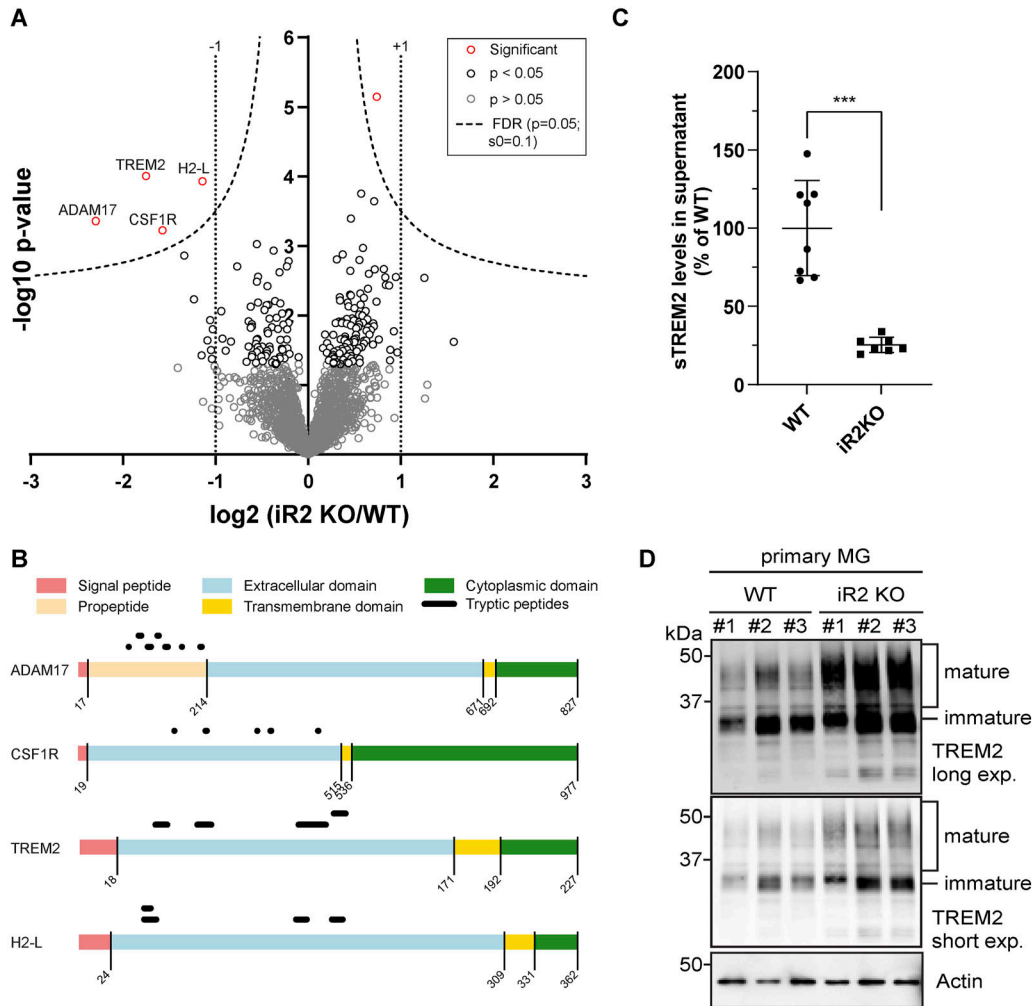 A
-1
+1
Significant
p < 0.05
p > 0.05
FDR (p=0.05;
s0=0.1)
TREM2
H2-L
ADAM17
CSF1R
6
5
4
3
2
1
-log10 p-value
-3
-2
-1
0
1
2
3
log2 (iR2 KO/WT)
C
***
200
150
100
50
0
sTREM2 levels in supernatant
(% of WT)
WT
iR2KO
B
Signal peptide
Extracellular domain
Cytoplasmic domain
Propeptide
Transmembrane domain
Tryptic peptides
ADAM17
17
214
671
692
827
CSF1R
19
515
536
977
TREM2
18
171
192
227
H2-L
24
309
331
362
D
primary MG
WT
iR2 KO
kDa
#1
#2
#3
#1
#2
#3
50
37
mature
immature
TREM2
long exp.
50
37
mature
immature
TREM2
short exp.
50
Actin